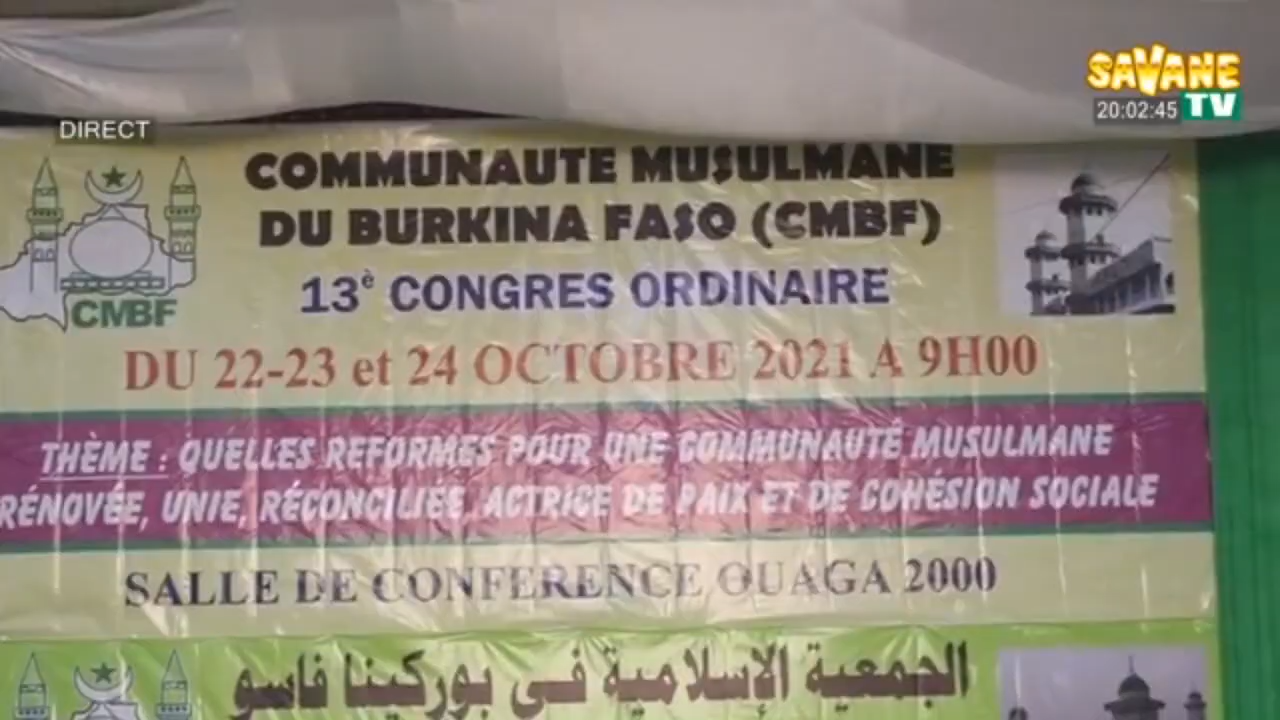 SAVANE
TV
20:02:45
DIRECT
COMMUNAUTE MUSULMANE
DU BURKINA FASO (CMBF)
13è CONGRES ORDINAIRE
CMBF
DU 22-23 et 24 OCTOBRE 2021 A 9H00
THÈME : QUELLES REFORMES POUR UNE COMMUNAUTÉ MUSULMANE
RÉNOVÉE, UNIE, RÉCONCILIÉE, ACTRICE DE PAIX ET DE COHÉSION SOCIALE
SALLE DE CONFERENCE OUAGA 2000
الجمعية الإسلامية فى بوركينا فاسو